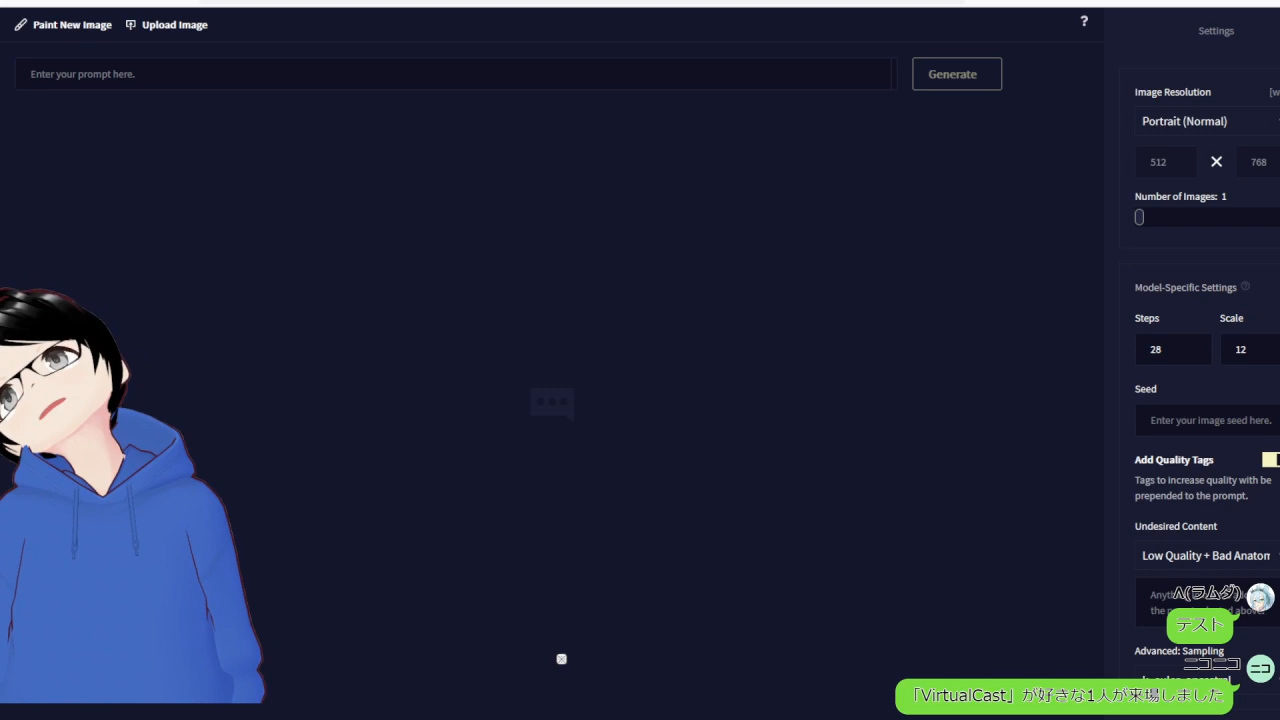 Paint New Image
Upload Image
?
Settings
Enter your prompt here.
Generate
Image Resolution
Portrait (Normal)
512
768
Number of Images: 1
Model-Specific Settings
Steps
Scale
28
12
Seed
Enter your image seed here.
Add Quality Tags
Tags to increase quality with be
prepended to the prompt.
Undesired Content
Low Quality + Bad Anatom
Λ(ラムダ)
テスト
Advanced: Sampling
ニコニコ
ニコ
「VirtualCast」が好きな1人が来場しました